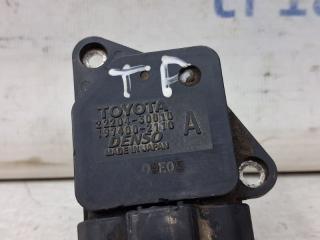 TP
TOYOTA
22204-30010
197400-2110
DENSO A
MADE IN JAPAN